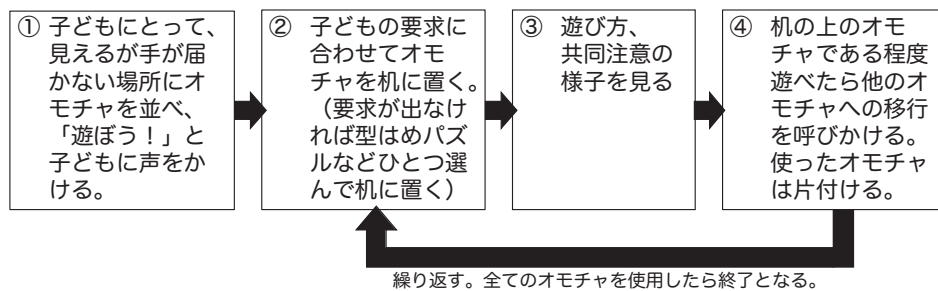 ① 子どもにとって、
見えるが手が届
かない場所にオ
モチャを並べ、
「遊ぼう！」と
子どもに声をか
ける。
② 子どもの要求に
合わせてオモ
チャを机に置く。
（要求が出なけ
れば型はめパズ
ルなどひとつ選
んで机に置く）
③ 遊び方、
共同注意の
様子を見る
④ 机の上のオモ
チャである程度
遊べたら他のオ
モチャへの移行
を呼びかける。
使ったオモチャ
は片付ける。
繰り返す。全てのオモチャを使用したら終了となる。